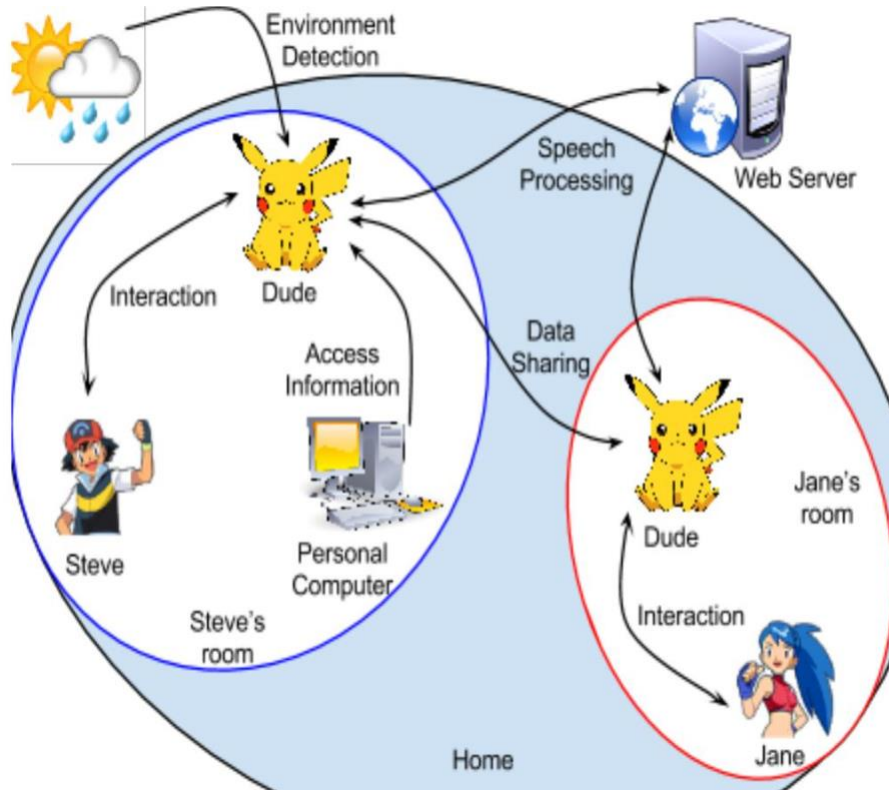 Environment
Detection
Speech
Processing
Web Server
Interaction
Dude
Access
Information
Data
Sharing
Steve
Personal
Computer
Steve's
room
Jane's
room
Dude
Interaction
Jane
Home